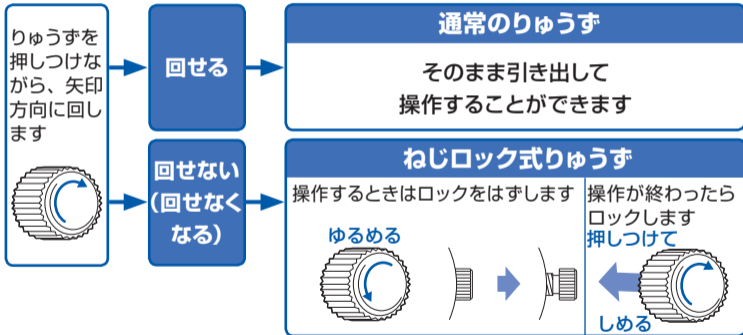 りゅうずを
押しつけな
がら、矢印
方向に回し
ます
回せる
通常のりゅうず
そのまま引き出して
操作することができます
回せない
(回せなく
なる)
ねじロック式りゅうず
操作するときはロックをはずします
ゆるめる
操作が終わったら
ロックします
押しつけて
しめる